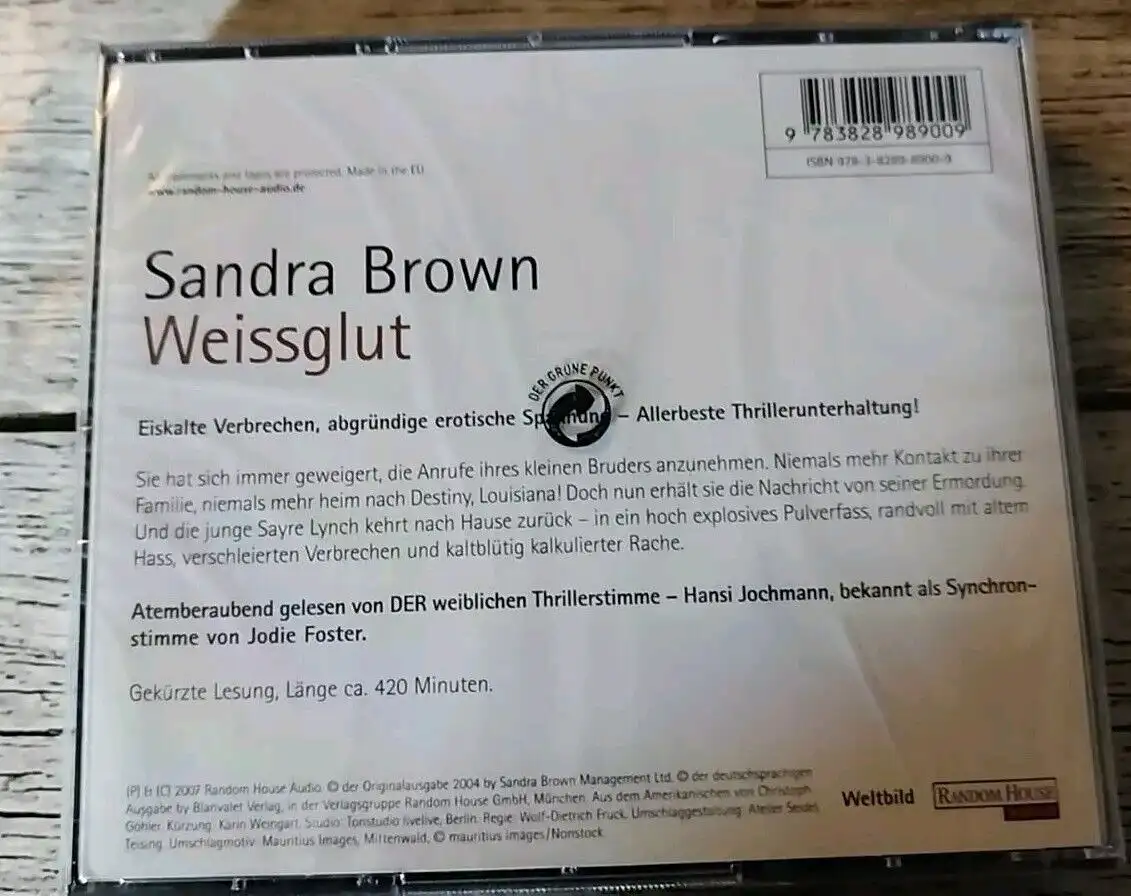 9 783828 989009
ISBN 978-3-8289-8900-9
are protected. Made in the EU
www.random-house-audio.de
Sandra Brown
Weissglut
DER GRÜNE PUNKT
Eiskalte Verbrechen, abgründige erotische Spannung – Allerbeste Thrillerunterhaltung!
Sie hat sich immer geweigert, die Anrufe ihres kleinen Bruders anzunehmen. Niemals mehr Kontakt zu ihrer
Familie, niemals mehr heim nach Destiny, Louisiana! Doch nun erhält sie die Nachricht von seiner Ermordung.
Und die junge Sayre Lynch kehrt nach Hause zurück – in ein hoch explosives Pulverfass, randvoll mit altem
Hass, verschleierten Verbrechen und kaltblütig kalkulierter Rache.
Atemberaubend gelesen von DER weiblichen Thrillerstimme – Hansi Jochmann, bekannt als Synchron-
stimme von Jodie Foster.
Gekürzte Lesung, Länge ca. 420 Minuten.
(P) & (C) 2007 Random House Audio. © der Originalausgabe 2004 by Sandra Brown Management Ltd. © der deutschsprachigen
Ausgabe by Blanvalet Verlag, in der Verlagsgruppe Random House GmbH, München. Aus dem Amerikanischen von Christoph
Göhler. Kürzung: Karin Weingart. Studio: Tonstudio livelive, Berlin. Regie: Wolf-Dietrich Fruck. Umschlaggestaltung: Atelier Seidel,
Teising. Umschlagmotiv: Mauritius Images, Mittenwald, © mauritius images/Nonstock
Weltbild
RANDOM HOUSE